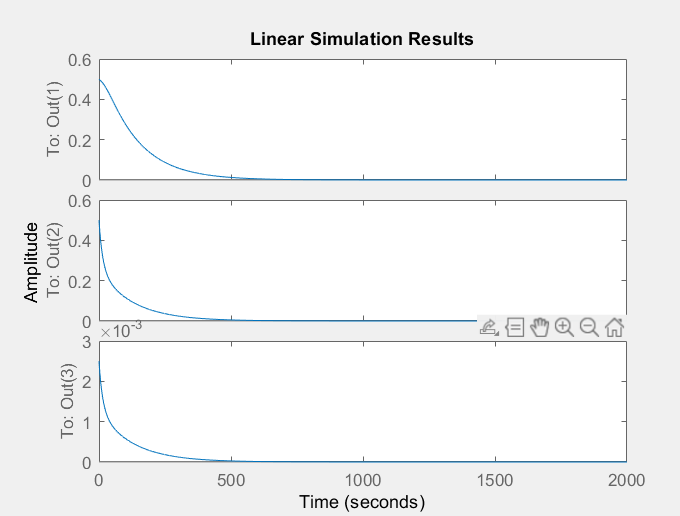 Linear Simulation Results
To: Out(1)
0.6
0.4
0.2
0
Amplitude
To: Out(2)
0.6
0.4
0.2
0
×10⁻³
To: Out(3)
3
2
1
0
0 500 1000 1500 2000
Time (seconds)